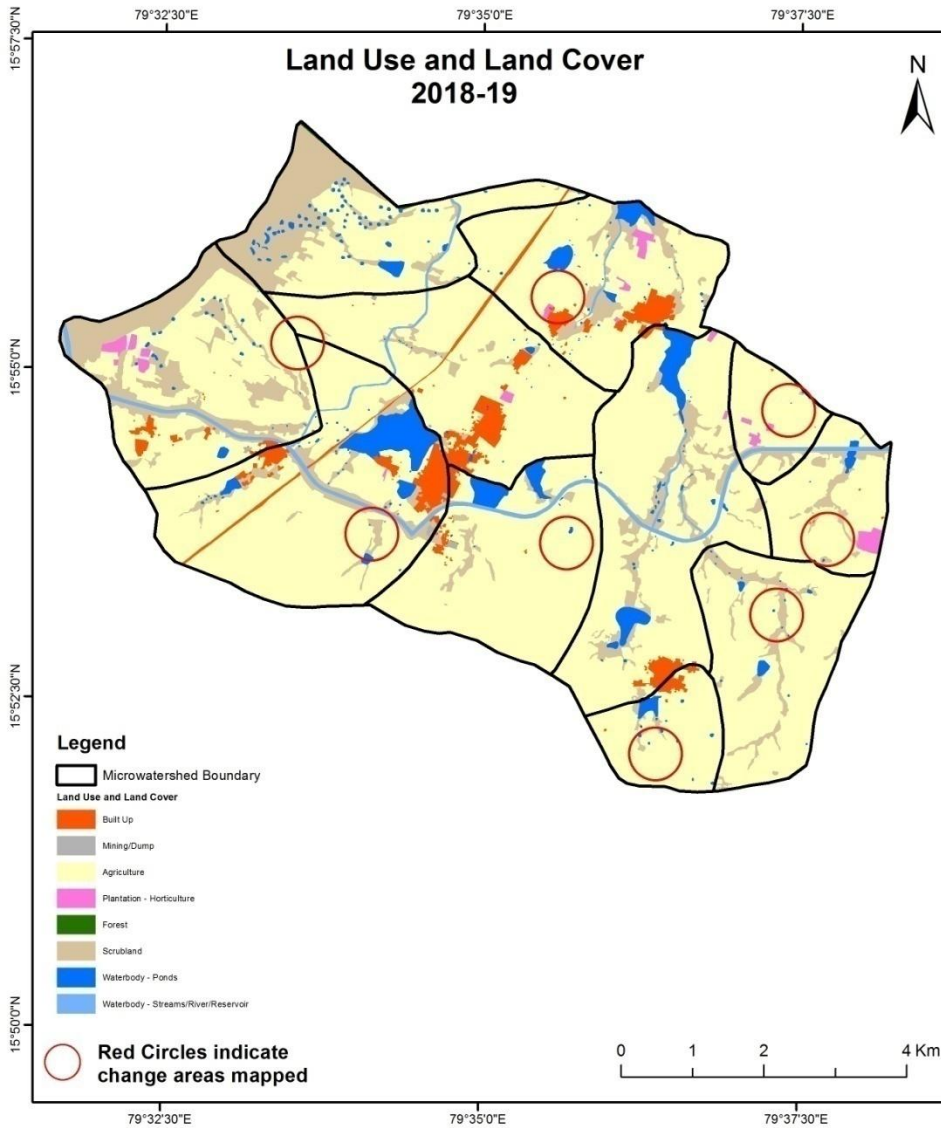 79°32'30"E
79°35'0"E
79°37'30"E
15°57'30"N
Land Use and Land Cover
2018-19
N
15°55'0"N
15°52'30"N
Legend
Microwatershed Boundary
Land Use and Land Cover
Built Up
Mining/Dump
Agriculture
Plantation - Horticulture
Forest
Scrubland
Waterbody - Ponds
Waterbody - Streams/River/Reservoir
15°50'0"N
Red Circles indicate
change areas mapped
0 1 2 4 Km
79°32'30"E
79°35'0"E
79°37'30"E